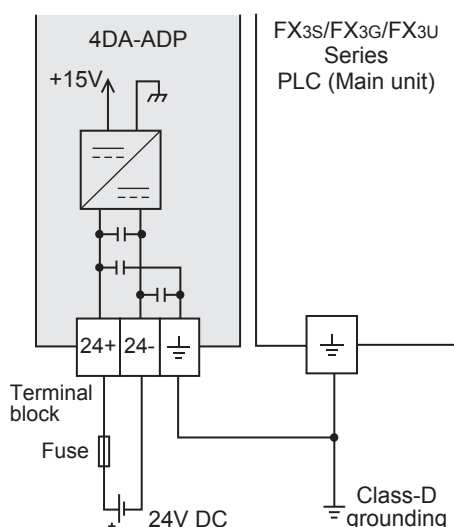 4DA-ADP
+15V
FX3S/FX3G/FX3U
Series
PLC (Main unit)
24+
24-
Terminal
block
Fuse
+
24V DC
Class-D
grounding